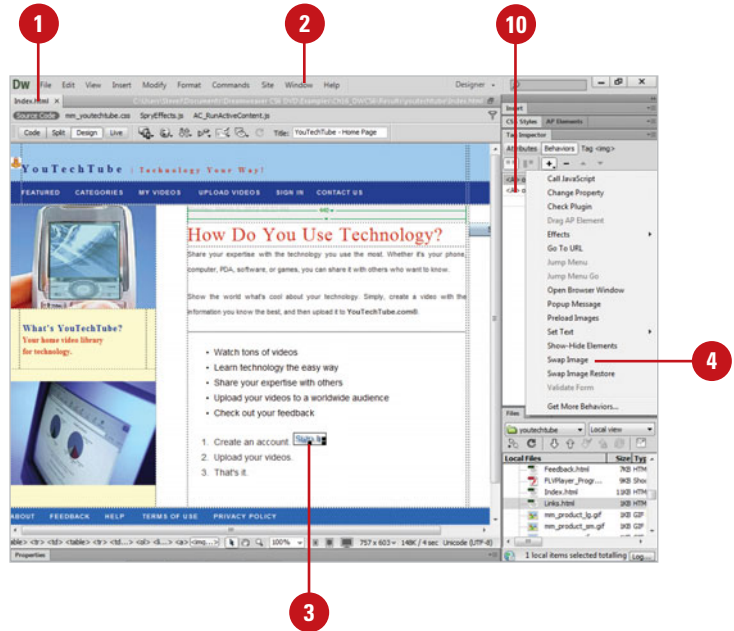 1
2
10
DW File Edit View Insert Modify Format Commands Site Window Help Designer
Index.html
Source Code mm_youtechtube.css SpryEffects.js AC_RunActiveContent.js
Code Split Design Live Title: YouTechTube - Home Page
Insert
CSS Styles AP Elements
Tag Inspector
Attributes Behaviors Tag <img>
YouTechTube | Technology Your Way!
FEATURED CATEGORIES MY VIDEOS UPLOAD VIDEOS SIGN IN CONTACT US
How Do You Use Technology?
Share your expertise with the technology you use the most. Whether it's your phone,
computer, PDA, software, or games, you can share it with others who want to know.
Show the world what's cool about your technology. Simply, create a video with the
information you know the best, and then upload it to YouTechTube.com®.
What's YouTechTube?
Your home video library
for technology.
• Watch tons of videos
• Learn technology the easy way
• Share your expertise with others
• Upload your videos to a worldwide audience
• Check out your feedback
1. Create an account.
2. Upload your videos.
3. That's it.
ABOUT FEEDBACK HELP TERMS OF USE PRIVACY POLICY
100% 757 x 603 148K / 4 sec Unicode (UTF-8)
Properties
Call JavaScript
Change Property
Check Plugin
Drag AP Element
Effects
Go To URL
Jump Menu
Jump Menu Go
Open Browser Window
Popup Message
Preload Images
Set Text
Show-Hide Elements
Swap Image
Swap Image Restore
Validate Form
Get More Behaviors...
4
Files
youtechtube Local view
Local Files Size
Feedback.html 7KB HTM
FLVPlayer_Progr... 9KB Shoc
Index.html 11KB HTM
Links.html 1KB HTM
mm_product_lg.gif 1KB GIF
mm_product_sm.gif 1KB GIF
1 local items selected totalling Log...
3